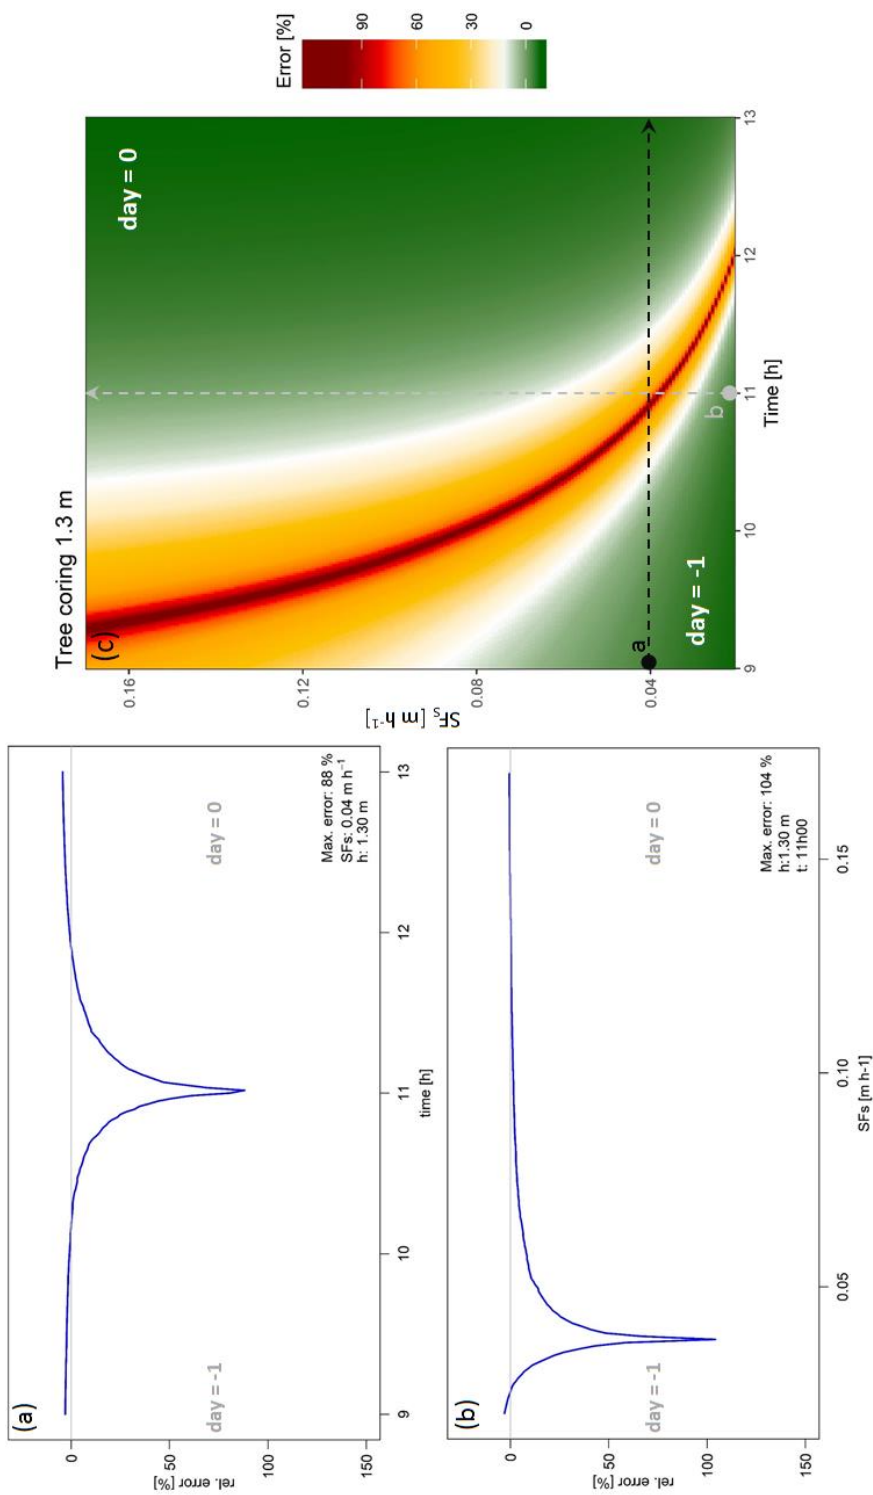 (a)
0
50
100
150
rel. error [%]
day = -1
day = 0
Max. error: 88 %
SFs: 0.04 m h⁻¹
h: 1.30 m
9
10
11
12
13
time [h]
(b)
0
50
100
150
rel. error [%]
day = -1
day = 0
Max. error: 104 %
h:1.30 m
t: 11h00
0.05
0.10
0.15
SFs [m h-1]
Tree coring 1.3 m
(c)
day = 0
day = -1
a
b
0.16
0.12
0.08
0.04
SFₛ [ m h⁻¹]
9
10
11
12
13
Time [h]
Error [%]
90
60
30
0